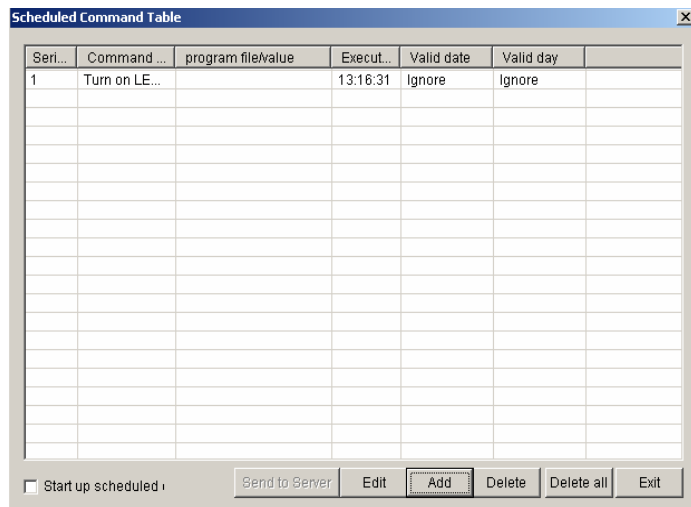 Scheduled Command Table
Seri... Command ... program file/value Execut... Valid date Valid day
1 Turn on LE... 13:16:31 Ignore Ignore
Start up scheduled Send to Server Edit Add Delete Delete all Exit